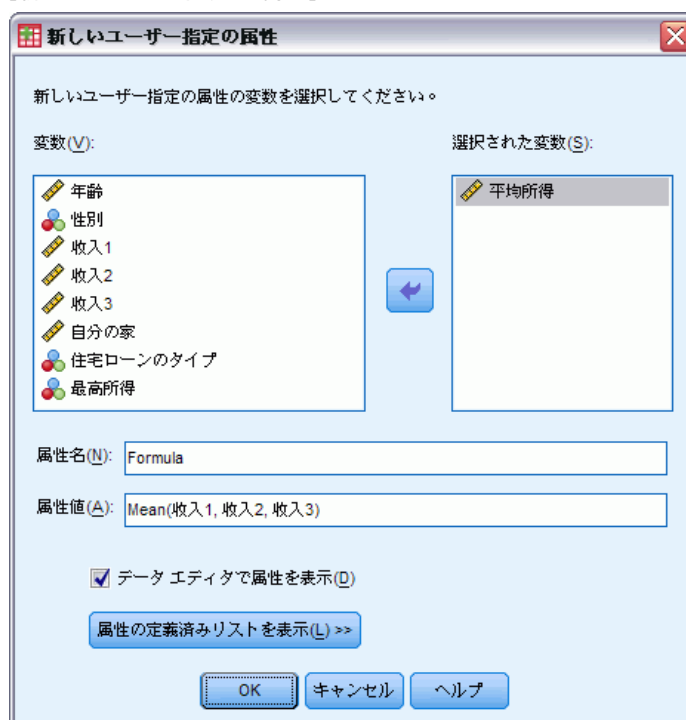 新しいユーザー指定の属性
新しいユーザー指定の属性の変数を選択してください。
変数(V):
選択された変数(S):
年齢
性別
収入1
収入2
収入3
自分の家
住宅ローンのタイプ
最高所得
平均所得
属性名(N):
Formula
属性値(A):
Mean(収入1, 収入2, 収入3)
データ エディタで属性を表示(D)
属性の定義済みリストを表示(L) >>
OK
キャンセル
ヘルプ